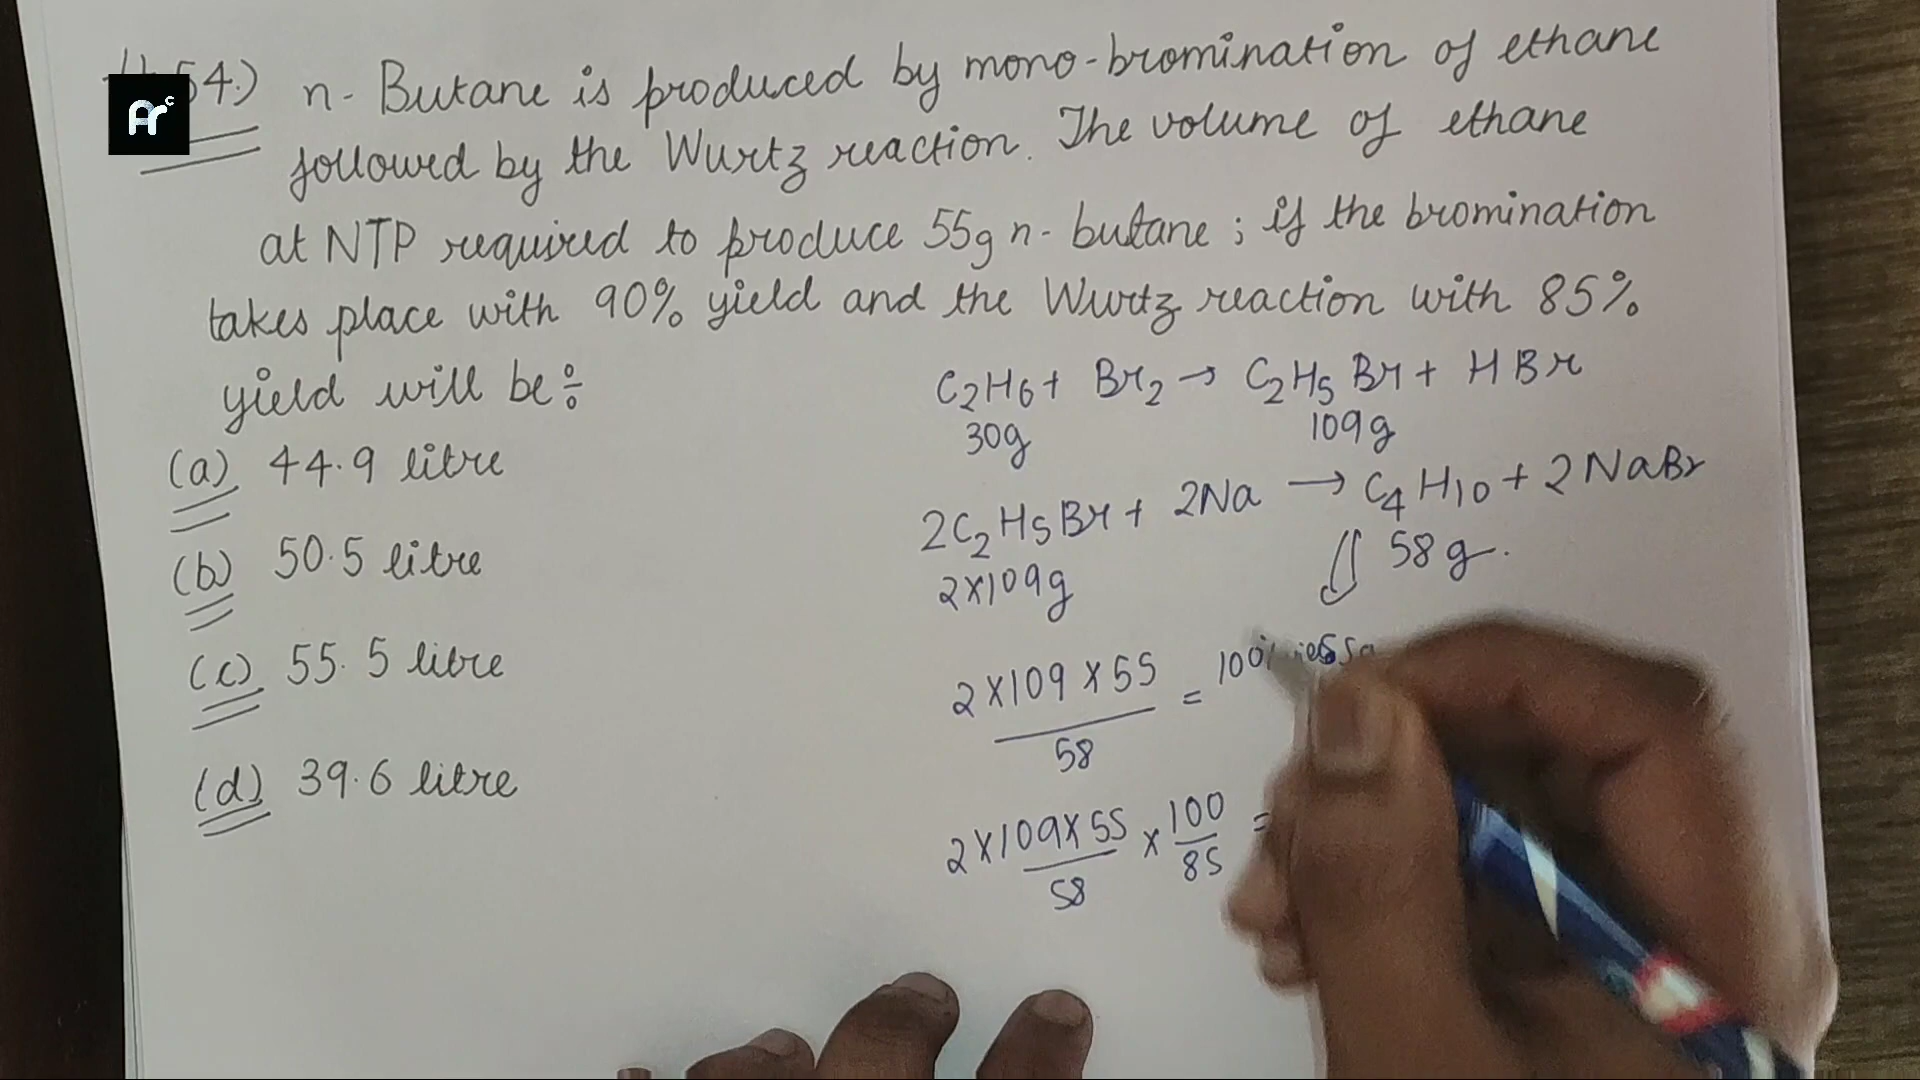 54.) n-Butane is produced by mono-bromination of ethane
followed by the Wurtz reaction. The volume of ethane
at NTP required to produce 55g n-butane ; if the bromination
takes place with 90% yield and the Wurtz reaction with 85%
yield will be:
(a) 44.9 litre
(b) 50.5 litre
(c) 55.5 litre
(d) 39.6 litre
C₂H₆ + Br₂ → C₂H₅Br + HBr
30g 109g
2C₂H₅Br + 2Na → C₄H₁₀ + 2NaBr
2×109g 58g.
2×109×55 = 100%
58
2×109×55 × 100 =
58 85
Ar c